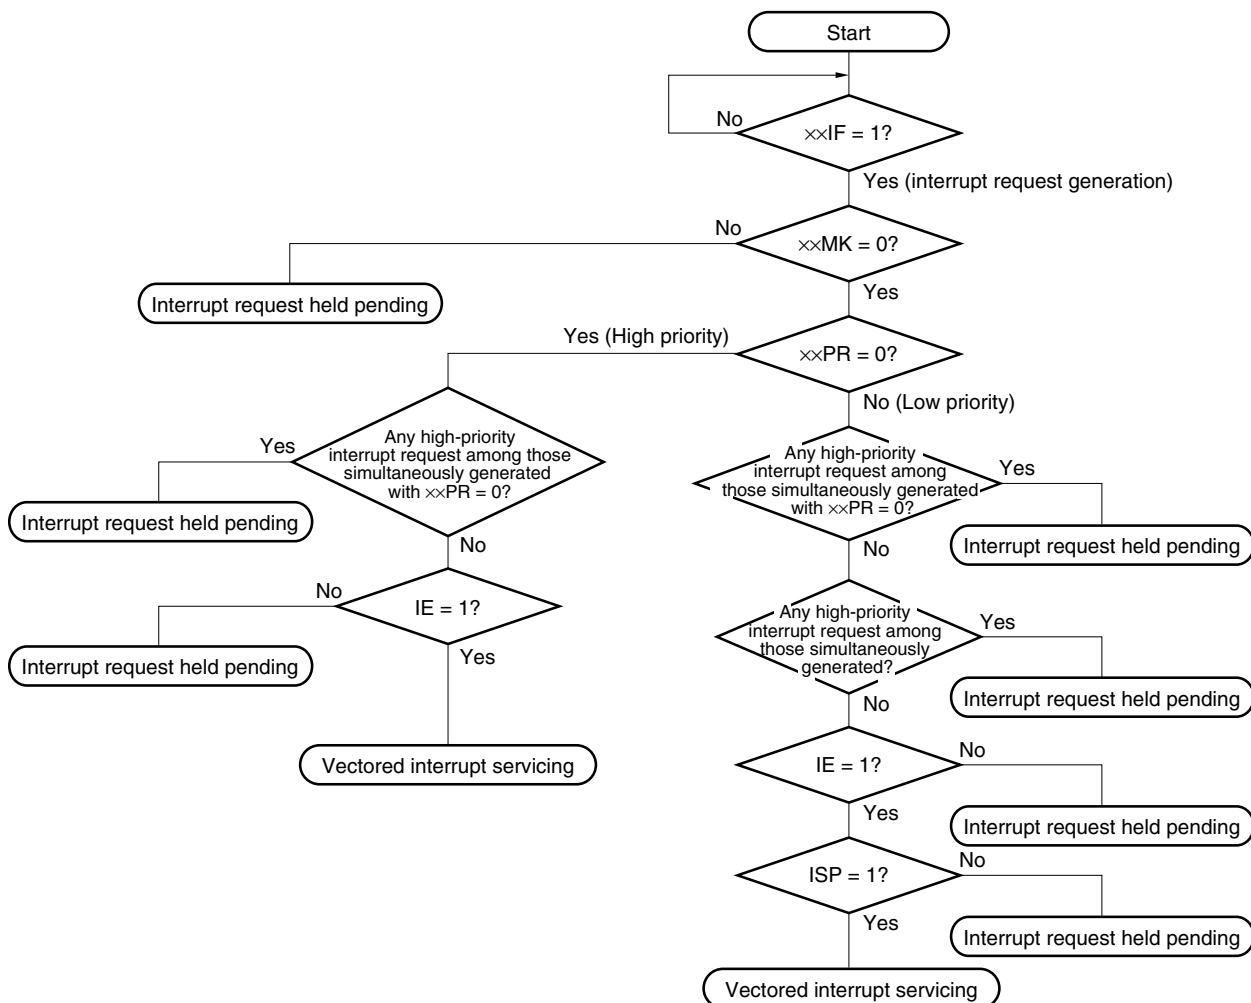 Start
No
××IF = 1?
Yes (interrupt request generation)
No
××MK = 0?
Interrupt request held pending
Yes
Yes (High priority)
××PR = 0?
No (Low priority)
Yes
Any high-priority
interrupt request among those
simultaneously generated
with ××PR = 0?
Interrupt request held pending
No
Any high-priority
interrupt request among
those simultaneously generated
with ××PR = 0?
Yes
Interrupt request held pending
No
No
IE = 1?
Interrupt request held pending
Yes
Any high-priority
interrupt request among
those simultaneously
generated?
Yes
Interrupt request held pending
No
Vectored interrupt servicing
IE = 1?
No
Interrupt request held pending
Yes
ISP = 1?
No
Interrupt request held pending
Yes
Vectored interrupt servicing